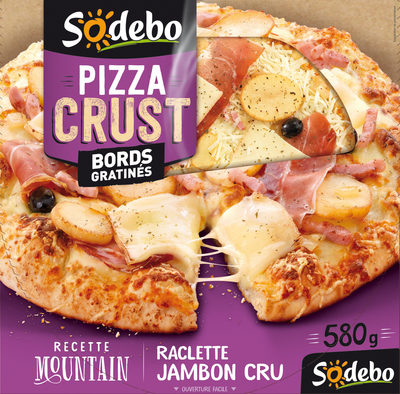 Sodebo
PIZZA
CRUST
BORDS
GRATINÉS
580g
RECETTE
MOUNTAIN
RACLETTE
JAMBON CRU
OUVERTURE FACILE
Sodebo